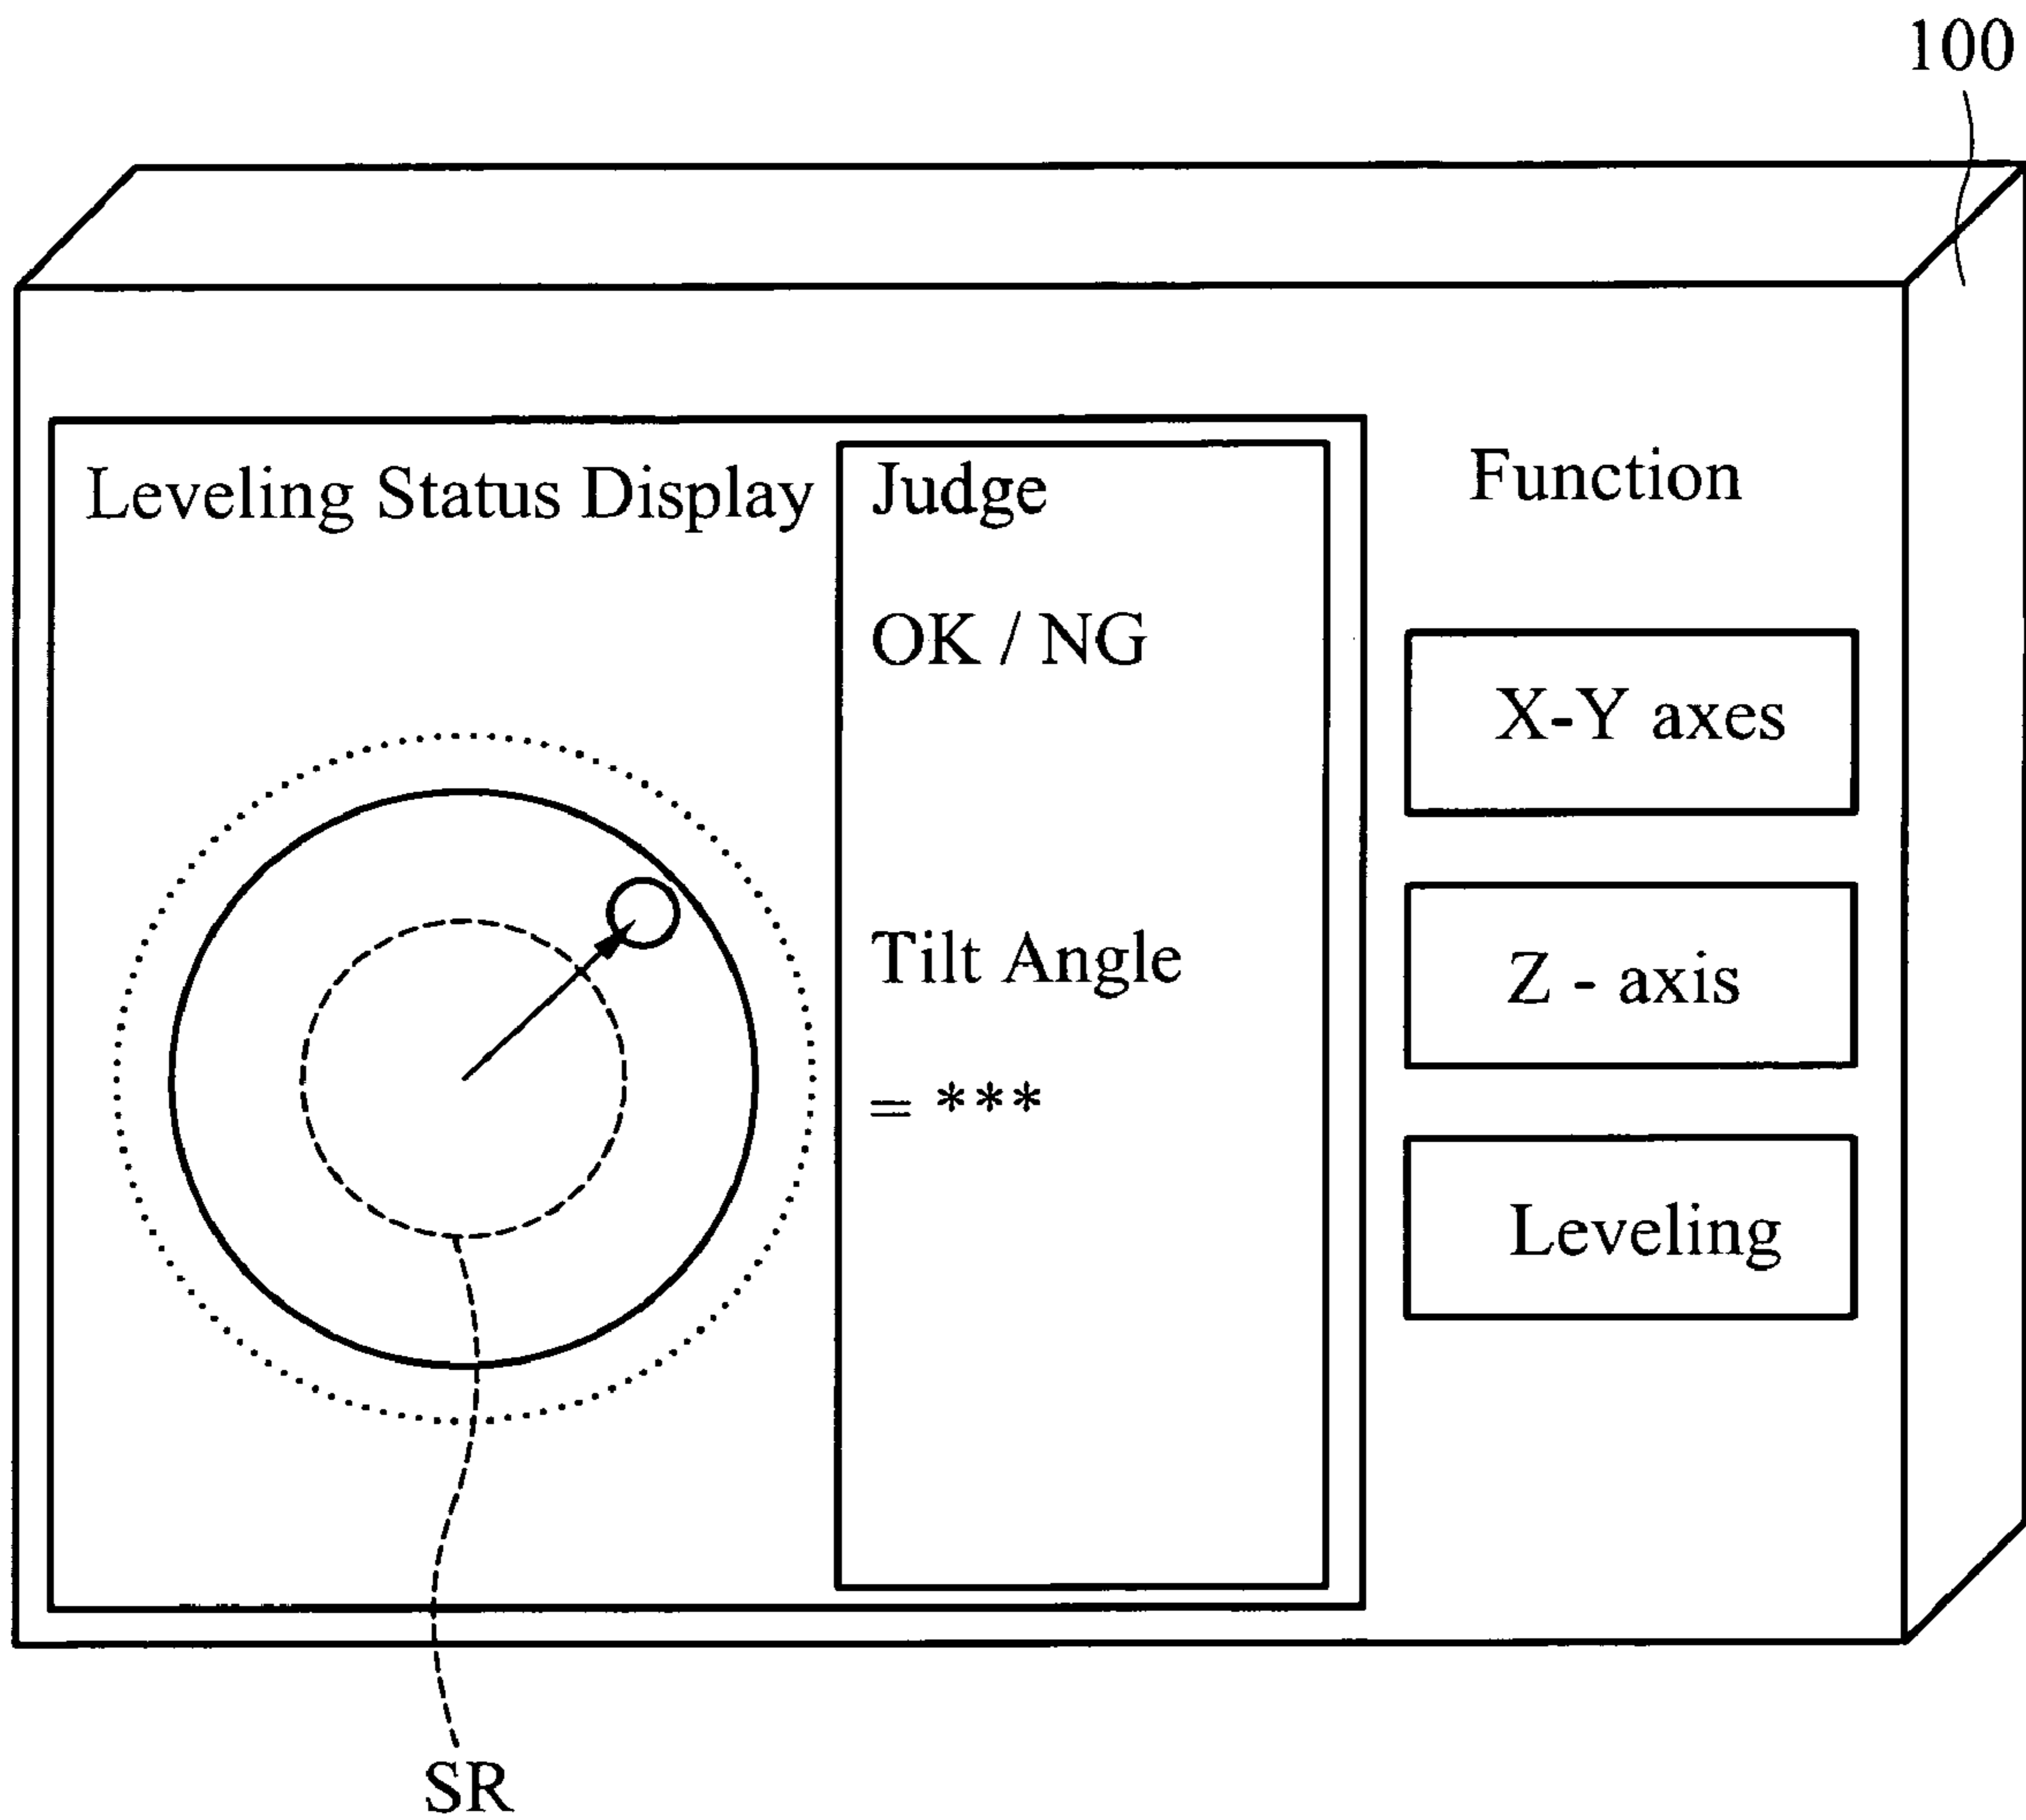 100
Leveling Status Display
Judge
OK / NG
Tilt Angle
= ***
Function
X-Y axes
Z - axis
Leveling
SR